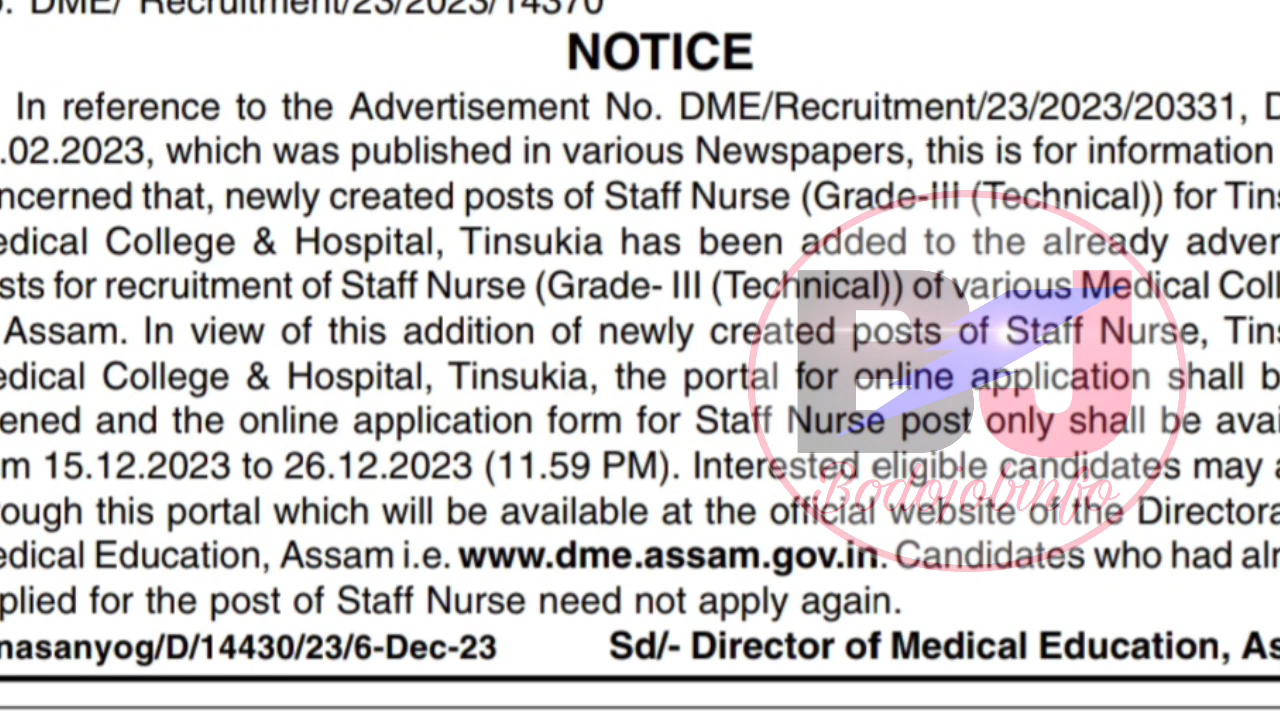 . DME/ Recruitment/23/2023/14370
NOTICE
In reference to the Advertisement No. DME/Recruitment/23/2023/20331, D
.02.2023, which was published in various Newspapers, this is for information
ncerned that, newly created posts of Staff Nurse (Grade-III (Technical)) for Tins
edical College & Hospital, Tinsukia has been added to the already adver
sts for recruitment of Staff Nurse (Grade- III (Technical)) of various Medical Coll
Assam. In view of this addition of newly created posts of Staff Nurse, Tins
edical College & Hospital, Tinsukia, the portal for online application shall b
ened and the online application form for Staff Nurse post only shall be avai
m 15.12.2023 to 26.12.2023 (11.59 PM). Interested eligible candidates may a
ough this portal which will be available at the official website of the Directora
edical Education, Assam i.e. www.dme.assam.gov.in. Candidates who had alr
plied for the post of Staff Nurse need not apply again.
nasanyog/D/14430/23/6-Dec-23 Sd/- Director of Medical Education, As
BJ
Bodojobinfo